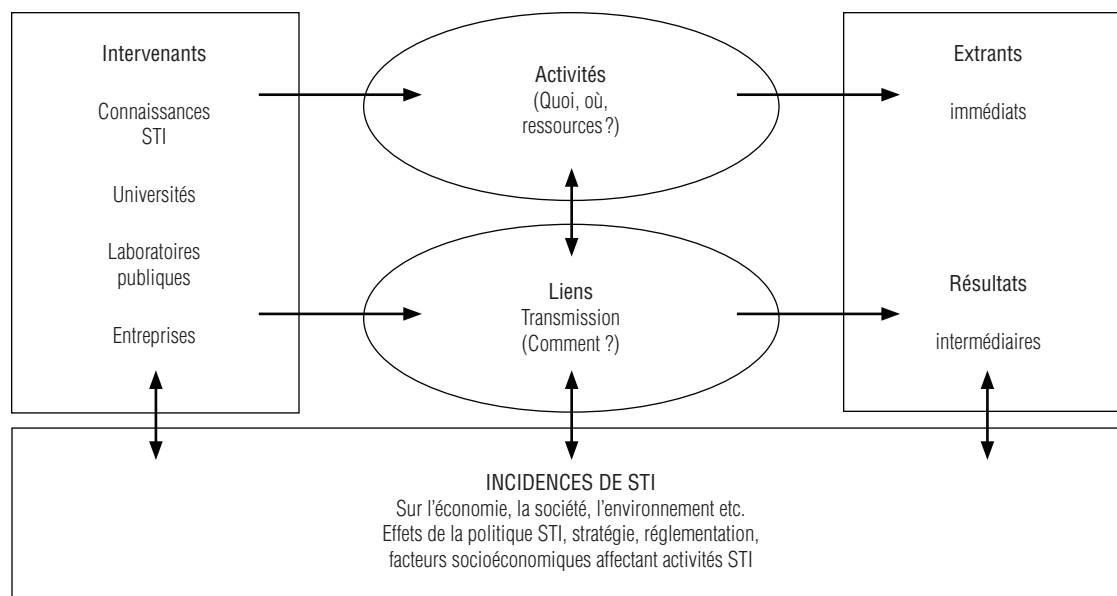 Intervenants
Connaissances
STI
Universités
Laboratoires
publiques
Entreprises
Activités
(Quoi, où,
ressources ?)
Liens
Transmission
(Comment ?)
Extrants
immédiats
Résultats
intermédiaires
INCIDENCES DE STI
Sur l'économie, la société, l'environnement etc.
Effets de la politique STI, stratégie, réglementation,
facteurs socioéconomiques affectant activités STI